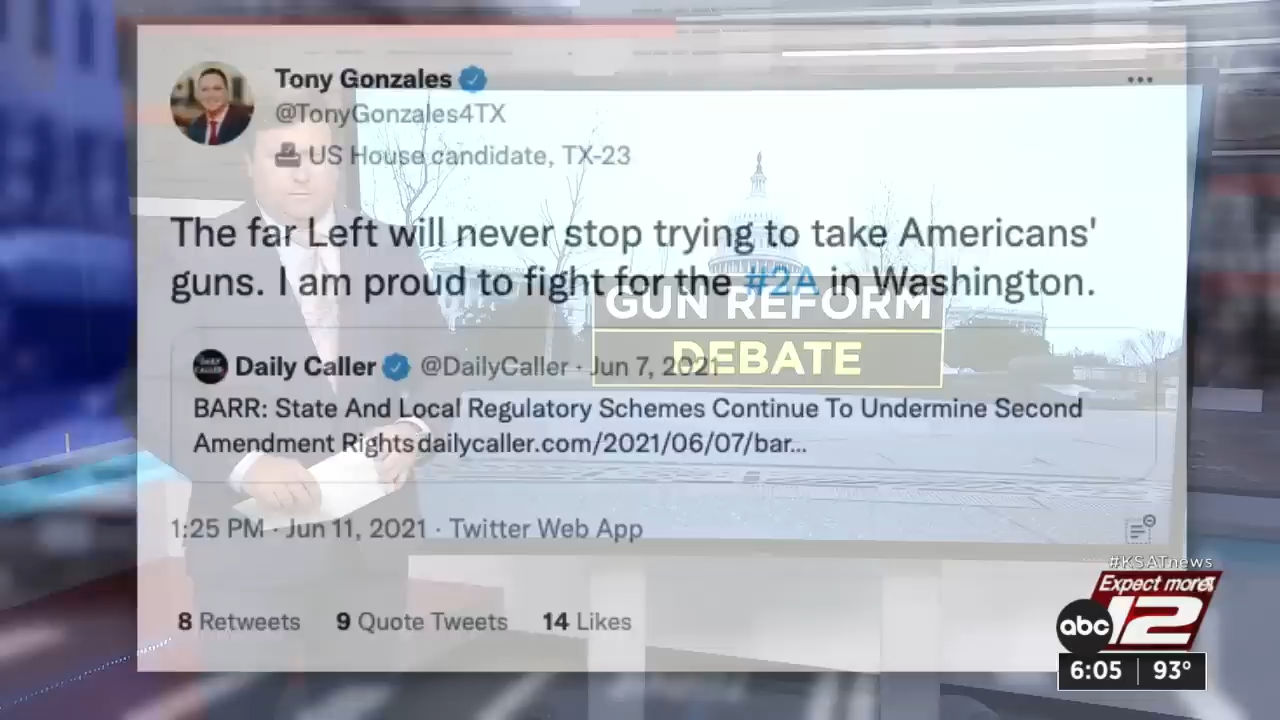 Tony Gonzales
@TonyGonzales4TX
US House candidate, TX-23
The far Left will never stop trying to take Americans'
guns. I am proud to fight for the #2A in Washington.
GUN REFORM
DEBATE
DAILY CALLER
Daily Caller @DailyCaller · Jun 7, 2021
BARR: State And Local Regulatory Schemes Continue To Undermine Second
Amendment Rights dailycaller.com/2021/06/07/bar...
1:25 PM · Jun 11, 2021 · Twitter Web App
8 Retweets 9 Quote Tweets 14 Likes
#KSATnews
Expect more
abc 12
6:05 93°